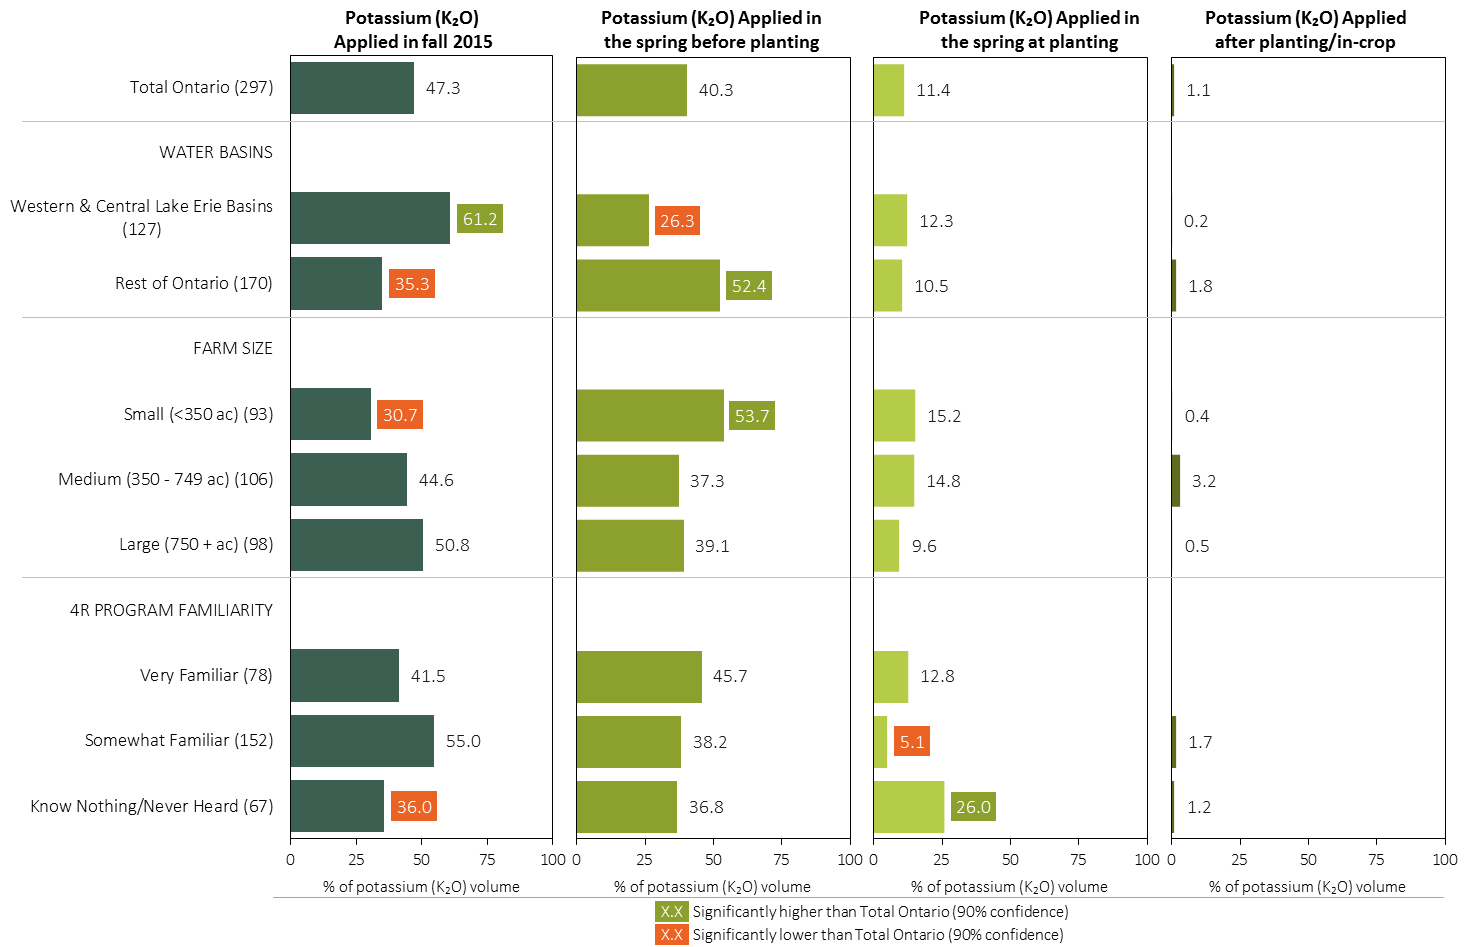 Potassium (K₂O)
Applied in fall 2015
Potassium (K₂O) Applied in
the spring before planting
Potassium (K₂O) Applied in
the spring at planting
Potassium (K₂O) Applied
after planting/in-crop
Total Ontario (297)
47.3
40.3
11.4
1.1
WATER BASINS
Western & Central Lake Erie Basins
(127)
61.2
26.3
12.3
0.2
Rest of Ontario (170)
35.3
52.4
10.5
1.8
FARM SIZE
Small (<350 ac) (93)
30.7
53.7
15.2
0.4
Medium (350 - 749 ac) (106)
44.6
37.3
14.8
3.2
Large (750 + ac) (98)
50.8
39.1
9.6
0.5
4R PROGRAM FAMILIARITY
Very Familiar (78)
41.5
45.7
12.8
Somewhat Familiar (152)
55.0
38.2
5.1
1.7
Know Nothing/Never Heard (67)
36.0
36.8
26.0
1.2
0 25 50 75 100
0 25 50 75 100
0 25 50 75 100
0 25 50 75 100
% of potassium (K₂O) volume
% of potassium (K₂O) volume
% of potassium (K₂O) volume
% of potassium (K₂O) volume
X.X Significantly higher than Total Ontario (90% confidence)
X.X Significantly lower than Total Ontario (90% confidence)